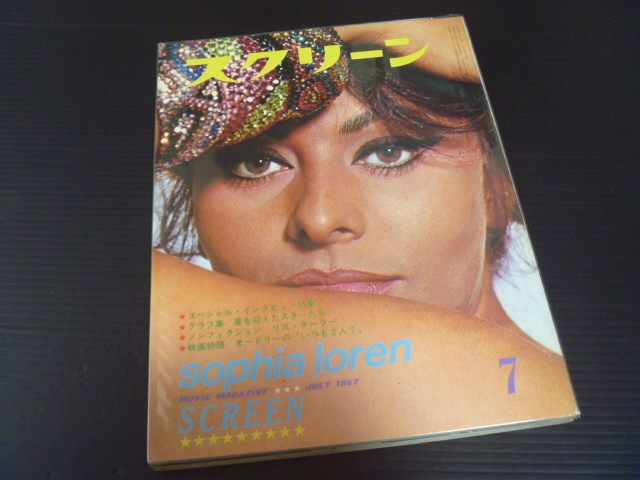 スクリーン
★スペシャル・インタビュー特集
★グラフ集 夏を迎えたスターたち
★ノンフィクション リズ・テーラー
★映画物語 オードリーの「いつも2人で」
sophia loren
MOVIE MAGAZINE ★★★ JULY 1967
7
SCREEN
★★★★★★★★★